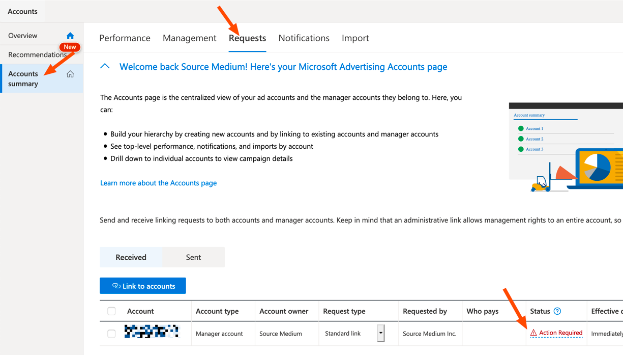 Accounts
Overview
New
Recommendations
Accounts
summary
Performance Management Requests Notifications Import
Welcome back Source Medium! Here's your Microsoft Advertising Accounts page
The Accounts page is the centralized view of your ad accounts and the manager accounts they belong to. Here, you
can:
Build your hierarchy by creating new accounts and by linking to existing accounts and manager accounts
See top-level performance, notifications, and imports by account
Drill down to individual accounts to view campaign details
Learn more about the Accounts page
Account summary
Account 1
Account 2
Account 3
Send and receive linking requests to both accounts and manager accounts. Keep in mind that an administrative link allows management rights to an entire account, so
Received Sent
Link to accounts
Account Account type Account owner Request type Requested by Who pays Status ? Effective
Manager account Source Medium Standard link Source Medium Inc. Action Required Immediately